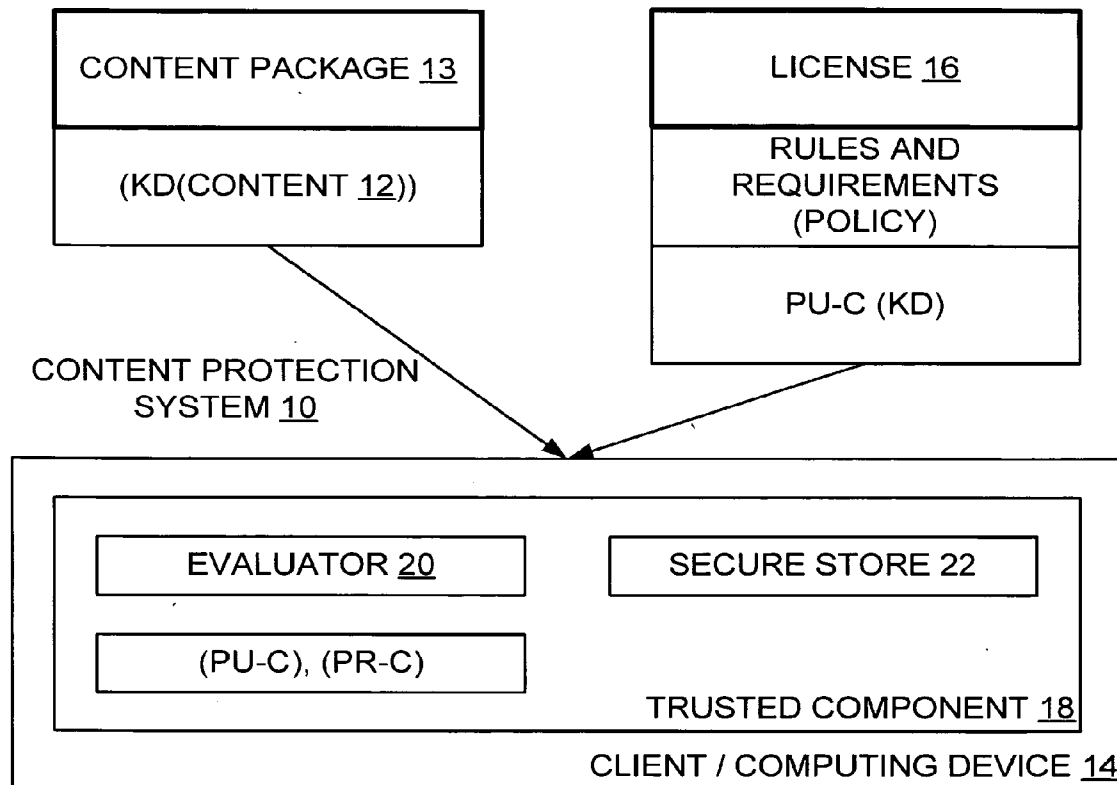 CONTENT PACKAGE 13
(KD(CONTENT 12))
LICENSE 16
RULES AND
REQUIREMENTS
(POLICY)
PU-C (KD)
CONTENT PROTECTION
SYSTEM 10
EVALUATOR 20
SECURE STORE 22
(PU-C), (PR-C)
TRUSTED COMPONENT 18
CLIENT / COMPUTING DEVICE 14